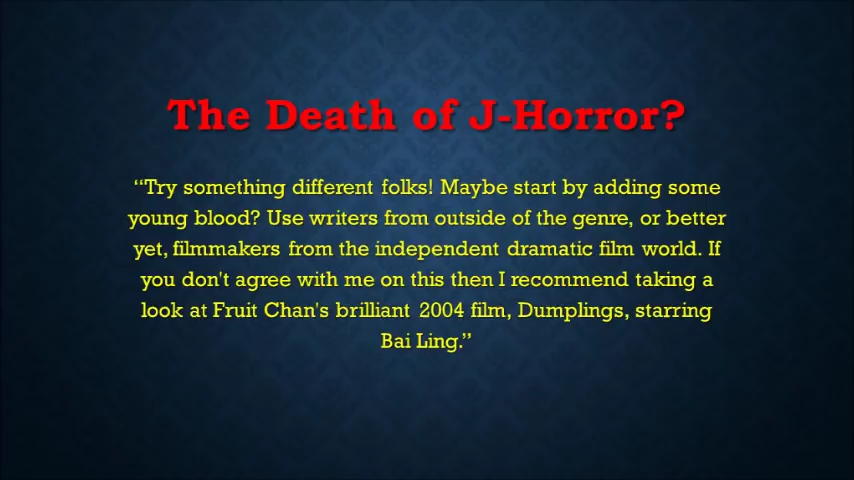 The Death of J-Horror?
“Try something different folks! Maybe start by adding some
young blood? Use writers from outside of the genre, or better
yet, filmmakers from the independent dramatic film world. If
you don't agree with me on this then I recommend taking a
look at Fruit Chan's brilliant 2004 film, Dumplings, starring
Bai Ling.”